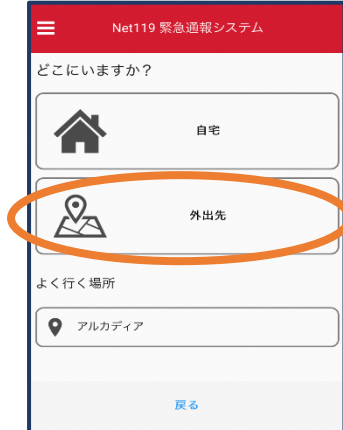 Net119 緊急通報システム
どこにいますか？
自宅
外出先
よく行く場所
アルカディア
戻る